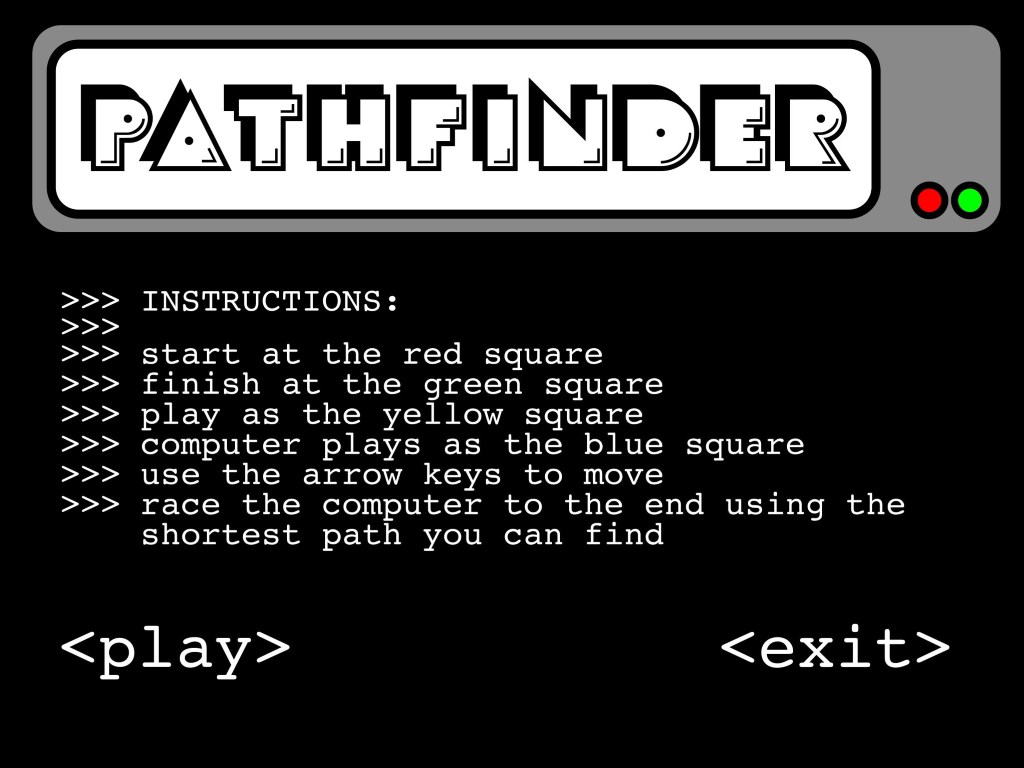 PATHFINDER
>>> INSTRUCTIONS:
>>>
>>> start at the red square
>>> finish at the green square
>>> play as the yellow square
>>> computer plays as the blue square
>>> use the arrow keys to move
>>> race the computer to the end using the
shortest path you can find
<play> <exit>